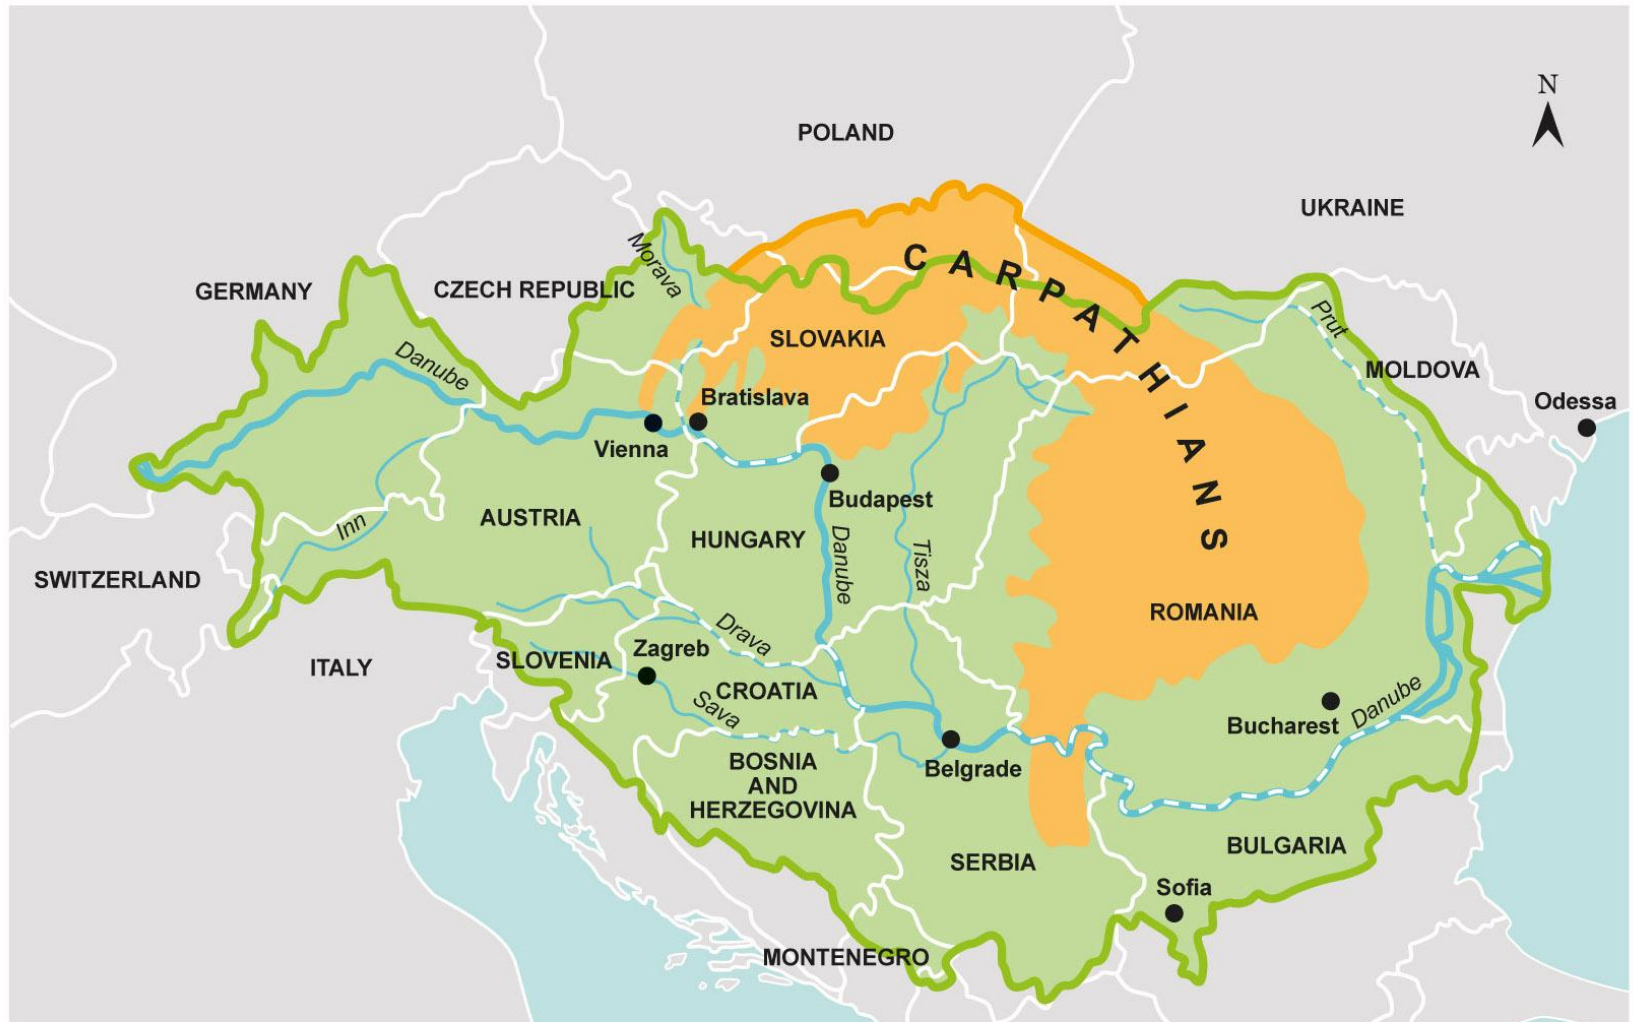 N
POLAND
UKRAINE
Morava
CARPATHIANS
GERMANY
CZECH REPUBLIC
Prut
SLOVAKIA
Danube
MOLDOVA
Bratislava
Odessa
Vienna
Budapest
AUSTRIA
Inn
HUNGARY
Danube
Tisza
SWITZERLAND
ROMANIA
Drava
Zagreb
SLOVENIA
ITALY
CROATIA
Sava
Danube
Bucharest
BOSNIA
AND
HERZEGOVINA
Belgrade
BULGARIA
SERBIA
Sofia
MONTENEGRO